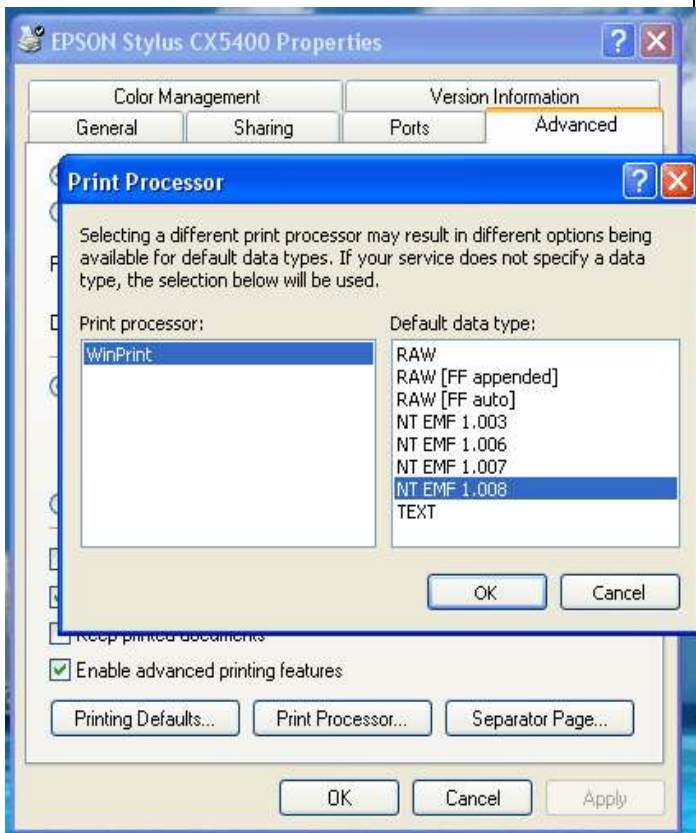 EPSON Stylus CX5400 Properties
Color Management Version Information
General Sharing Ports Advanced
Print Processor
Selecting a different print processor may result in different options being
available for default data types. If your service does not specify a data
type, the selection below will be used.
Print processor: Default data type:
WinPrint
RAW
RAW [FF appended]
RAW [FF auto]
NT EMF 1.003
NT EMF 1.006
NT EMF 1.007
NT EMF 1.008
TEXT
OK Cancel
Keep printed documents
Enable advanced printing features
Printing Defaults... Print Processor... Separator Page...
OK Cancel Apply